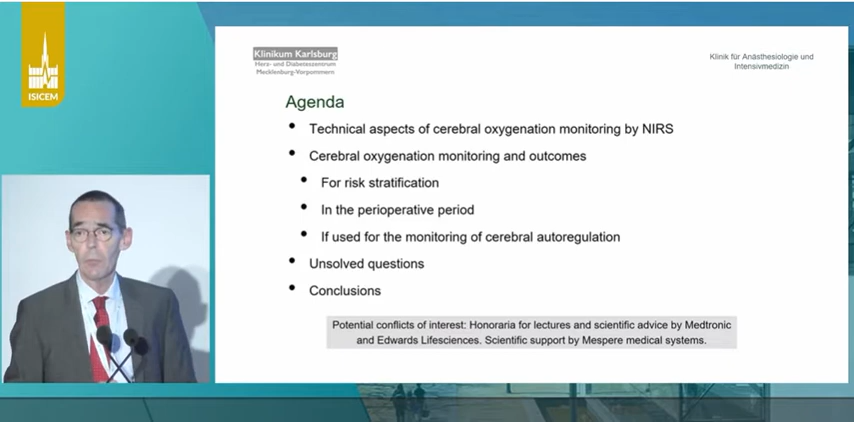 ISICEM
Klinikum Karlsburg
Herz- und Diabeteszentrum
Mecklenburg-Vorpommern
Klinik für Anästhesiologie und
Intensivmedizin
Agenda
• Technical aspects of cerebral oxygenation monitoring by NIRS
• Cerebral oxygenation monitoring and outcomes
• For risk stratification
• In the perioperative period
• If used for the monitoring of cerebral autoregulation
• Unsolved questions
• Conclusions
Potential conflicts of interest: Honoraria for lectures and scientific advice by Medtronic
and Edwards Lifesciences. Scientific support by Mespere medical systems.